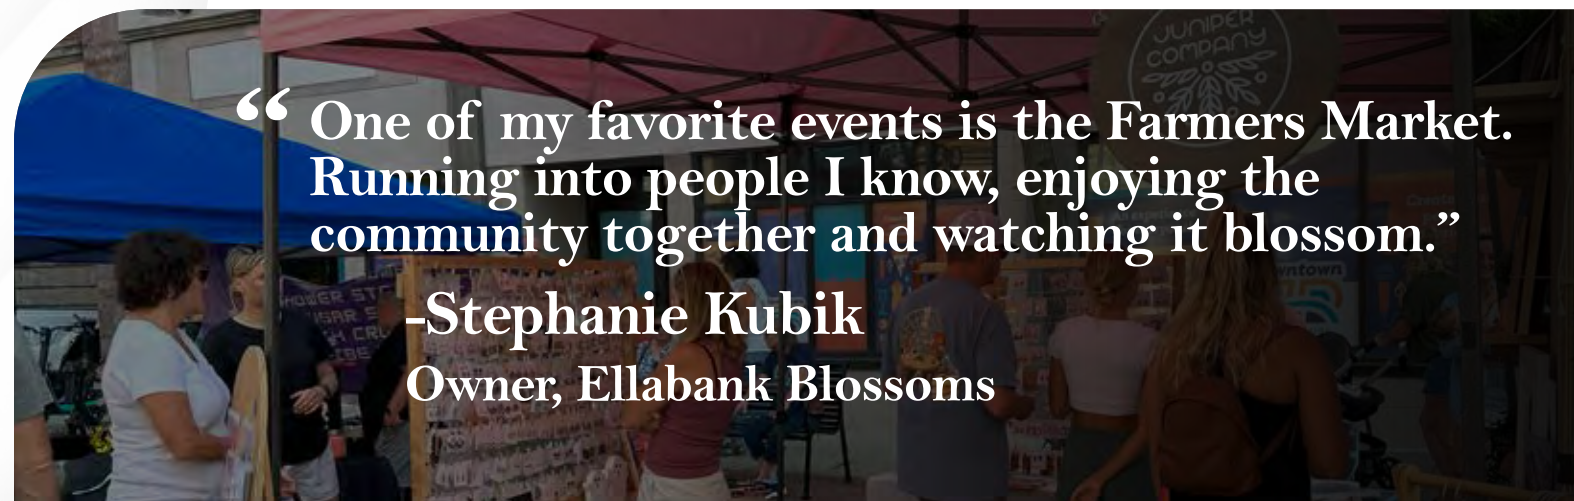 JUNIPER
COMPANY
“ One of my favorite events is the Farmers Market.
Running into people I know, enjoying the
community together and watching it blossom.”
-Stephanie Kubik
Owner, Ellabank Blossoms